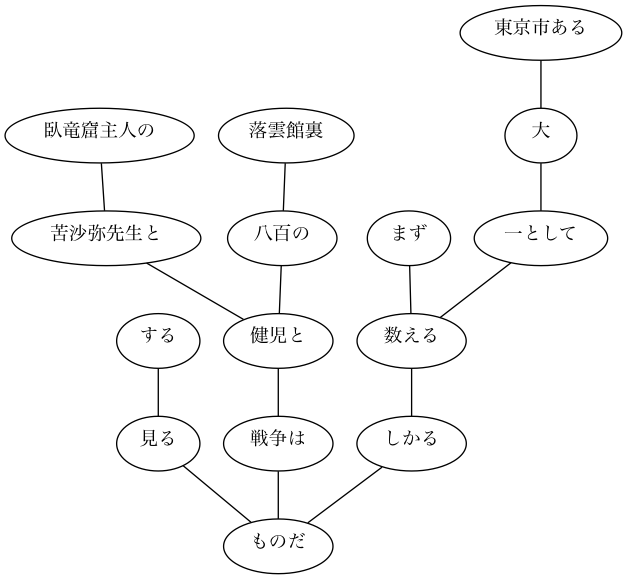 東京市ある
臥竜窟主人の
落雲館裏
大
苦沙弥先生と
八百の
まず
一として
する
健児と
数える
見る
戦争は
しかる
ものだ